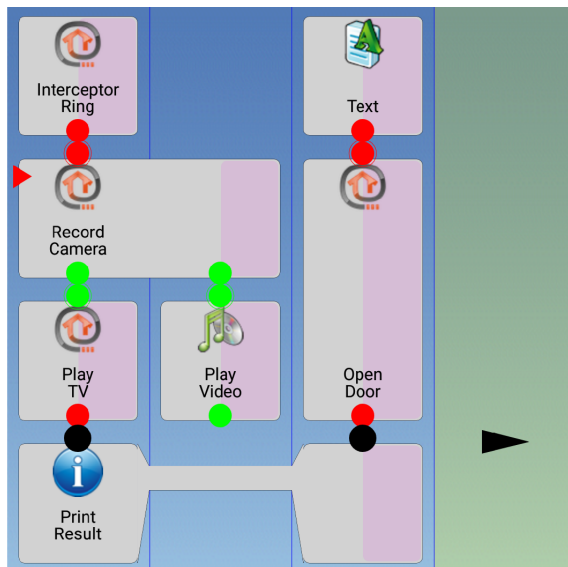 Interceptor
Ring
Text
Record
Camera
Play
TV
Play
Video
Open
Door
Print
Result